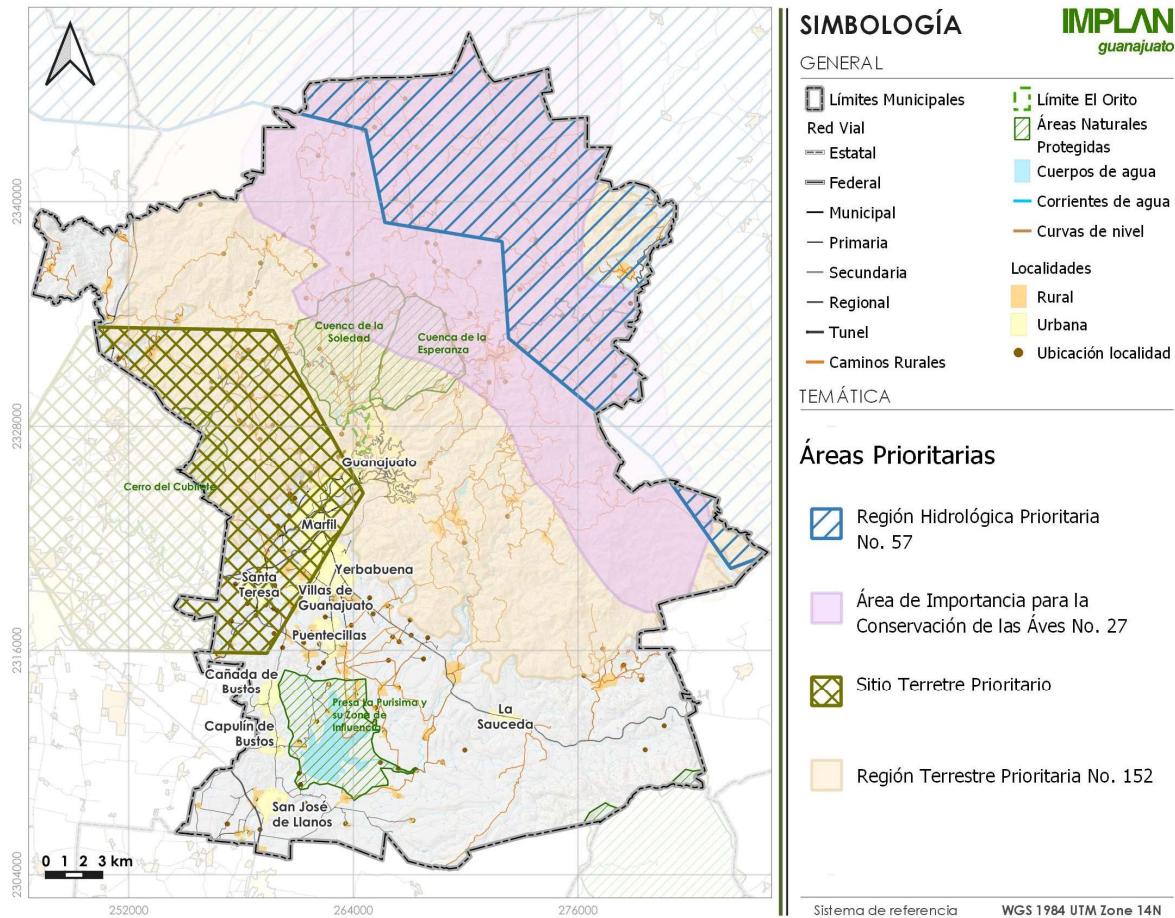 SIMBOLOGÍA
IMPLAN
guanajuato
GENERAL
Límites Municipales
Red Vial
Estatal
Federal
Municipal
Primaria
Secundaria
Regional
Tunel
Caminos Rurales
Límite El Orito
Áreas Naturales
Protegidas
Cuerpos de agua
Corrientes de agua
Curvas de nivel
Localidades
Rural
Urbana
Ubicación localidad
TEMÁTICA
Áreas Prioritarias
Región Hidrológica Prioritaria
No. 57
Área de Importancia para la
Conservación de las Áves No. 27
Sitio Terretre Prioritario
Región Terrestre Prioritaria No. 152
Sistema de referencia
WGS 1984 UTM Zone 14N
2340000
2328000
2316000
2304000
252000
264000
276000
Cuenca de la
Soledad
Cuenca de la
Esperanza
Guanajuato
Cerro del Cubilete
Marfil
Yerbabuena
Santa
Teresa
Villas de
Guanajuato
Puentecillas
Cañada de
Bustos
Presa La Purisima y
su Zona de
Influencia
Capulín de
Bustos
La
Sauceda
San José
de Llanos
0 1 2 3 km